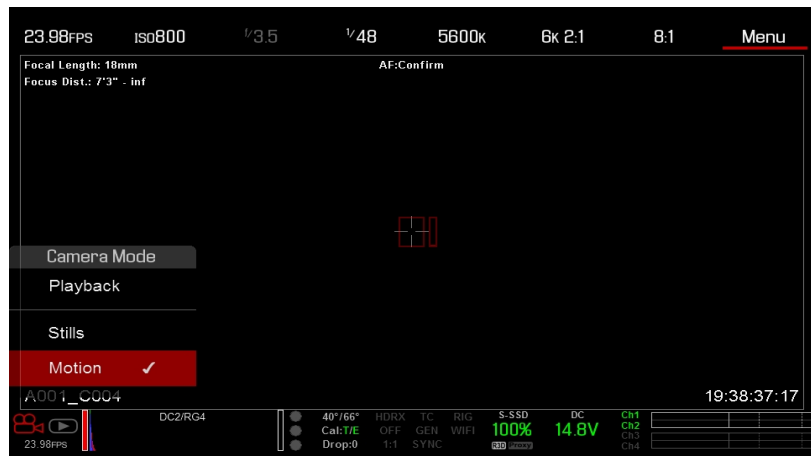 23.98FPS ISO800 1/3.5 1/48 5600K 6K 2:1 8:1 Menu
Focal Length: 18mm AF:Confirm
Focus Dist.: 7'3" - inf
Camera Mode
Playback
Stills
Motion ✓
A001_C004 19:38:37:17
DC2/RG4 40°/66° HDRX TC RIG S-SSD DC Ch1
Cal:T/E OFF GEN WIFI 100% 14.8V Ch2
Ch3
23.98FPS Drop:0 1:1 SYNC R3D Proxy Ch4